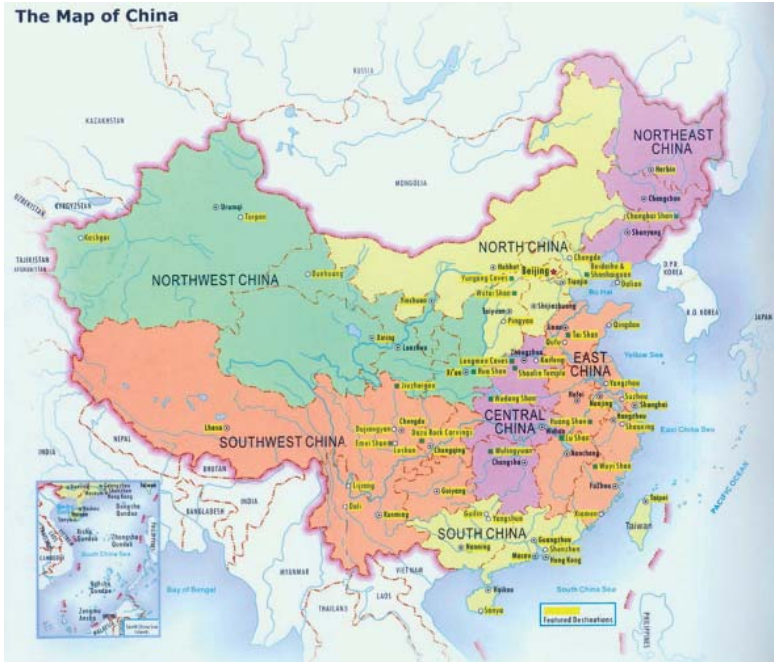 The Map of China
RUSSIA
KAZAKHSTAN
MONGOLIA
UZBEKISTAN
KYRGYZSTAN
TAJIKISTAN
AFGHANISTAN
NORTHEAST
CHINA
Harbin
Changchun
Changbai Shan
Shenyang
D.P.R.
KOREA
R.O. KOREA
JAPAN
NORTHWEST CHINA
Urumqi
Turpan
Kashgar
Dunhuang
Yinchuan
Xining
Lanzhou
Xi'an
NORTH CHINA
Hohhot
Beijing
Chengde
Beidaihe &
Shanhaiguan
Tianjin
Dalian
Bo Hai
Yungang Caves
Wutai Shan
Shijiazhuang
Taiyuan
Pingyao
Jinan
Tai Shan
Qingdao
Qufu
Yellow Sea
EAST
CHINA
Zhengzhou
Kaifeng
Longmen Caves
Hua Shan
Shaolin Temple
Jiuzhaigou
Wudang Shan
CENTRAL
CHINA
Hefei
Yangzhou
Suzhou
Nanjing
Shanghai
Hangzhou
Shaoxing
Huang Shan
Wuhan
Lu Shan
Nanchang
East China Sea
Wulingyuan
Changsha
Wuyi Shan
FuZhou
Xiamen
Taipei
Taiwan
PACIFIC OCEAN
SOUTHWEST CHINA
Lhasa
Dujiangyan
Chengdu
Emei Shan
Leshan
Dazu Rock Carvings
Chongqing
Lijiang
Dali
Kunming
Guiyang
SOUTH CHINA
Guilin
Yangshuo
Nanning
Guangzhou
Shenzhen
Macau
Hong Kong
Haikou
Sanya
South China Sea
Featured Destinations
PHILIPPINES
INDIA
NEPAL
BHUTAN
INDIA
BANGLADESH
MYANMAR
LAOS
VIET NAM
THAILAND
Bay of Bengal
South China Sea